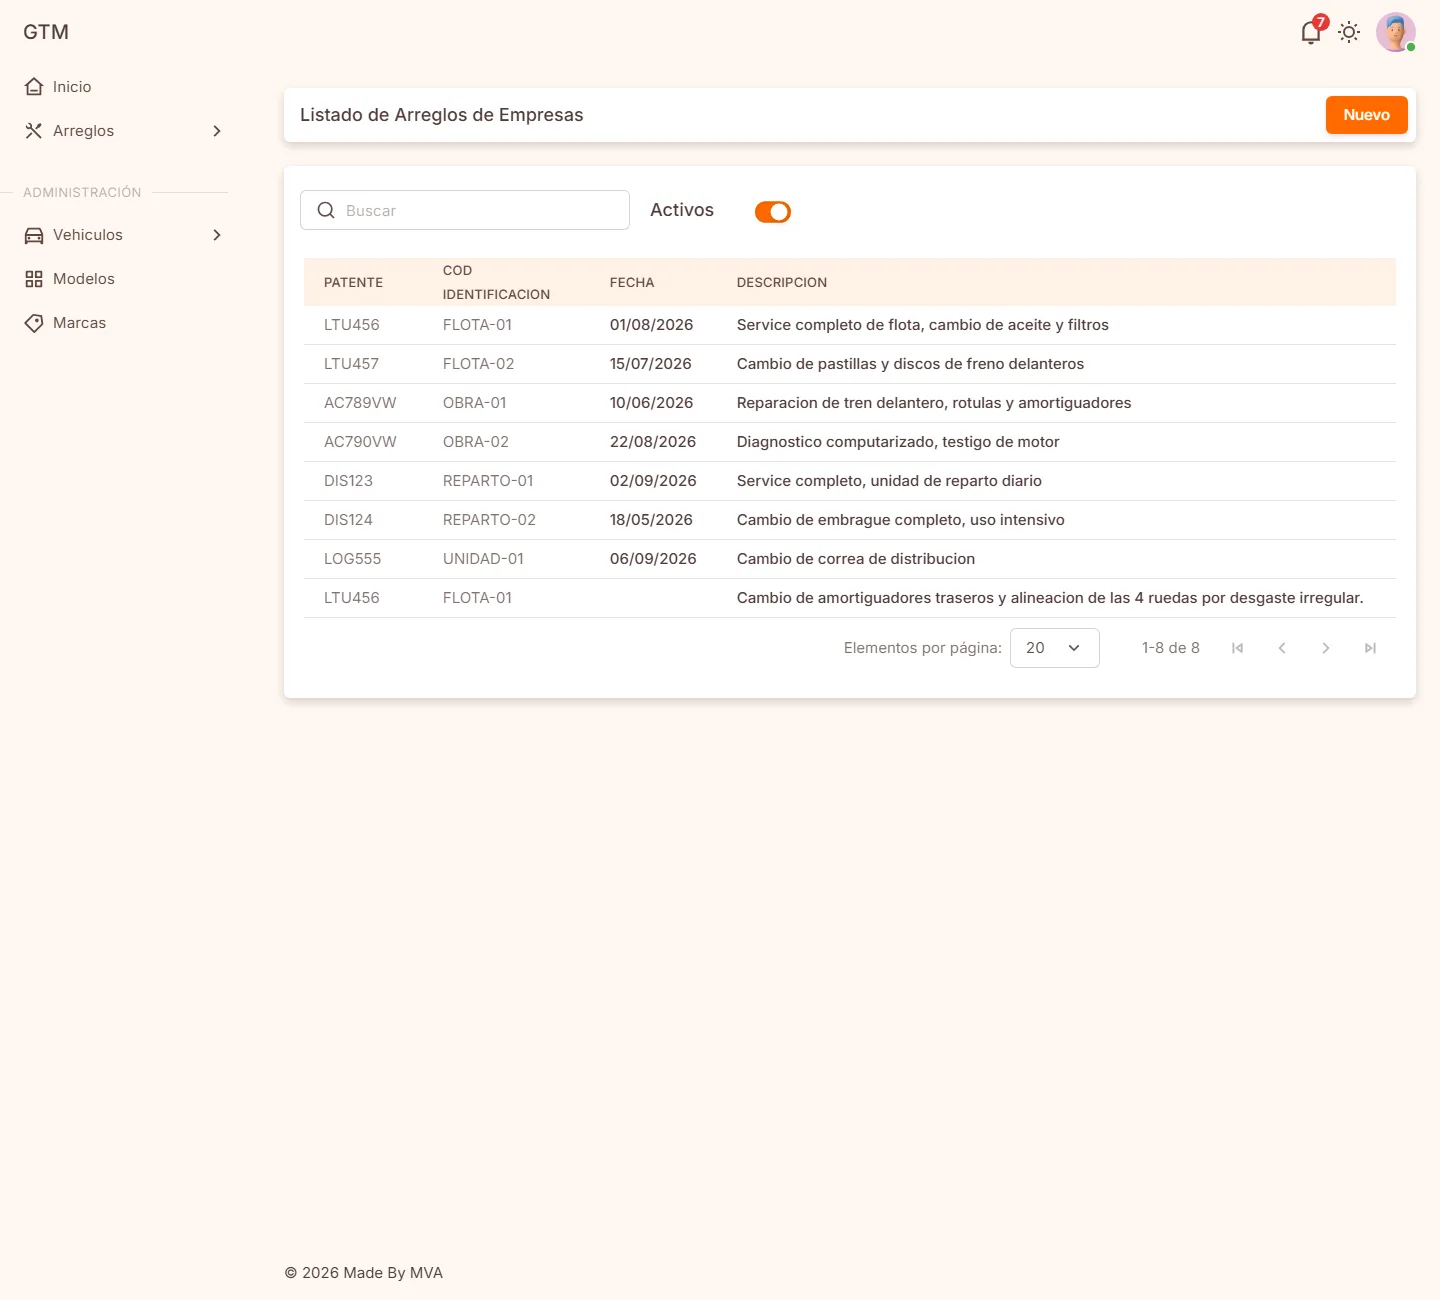 GTM
7
Inicio
Arreglos
ADMINISTRACIÓN
Vehiculos
Modelos
Marcas
Listado de Arreglos de Empresas
Nuevo
Buscar
Activos
PATENTE COD IDENTIFICACION FECHA DESCRIPCION
LTU456 FLOTA-01 01/08/2026 Service completo de flota, cambio de aceite y filtros
LTU457 FLOTA-02 15/07/2026 Cambio de pastillas y discos de freno delanteros
AC789VW OBRA-01 10/06/2026 Reparacion de tren delantero, rotulas y amortiguadores
AC790VW OBRA-02 22/08/2026 Diagnostico computarizado, testigo de motor
DIS123 REPARTO-01 02/09/2026 Service completo, unidad de reparto diario
DIS124 REPARTO-02 18/05/2026 Cambio de embrague completo, uso intensivo
LOG555 UNIDAD-01 06/09/2026 Cambio de correa de distribucion
LTU456 FLOTA-01 Cambio de amortiguadores traseros y alineacion de las 4 ruedas por desgaste irregular.
Elementos por página: 20 1-8 de 8
© 2026 Made By MVA